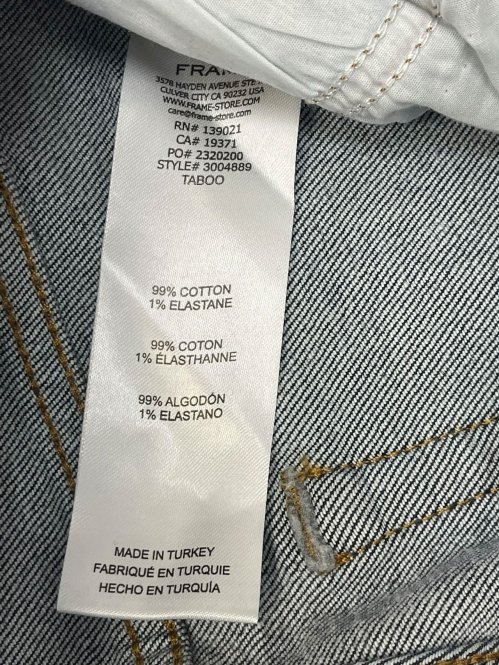 FRAME
3578 HAYDEN AVENUE STE
CULVER CITY CA 90232 USA
WWW.FRAME-STORE.COM
care@frame-store.com
RN# 139021
CA# 19371
PO# 2320200
STYLE# 3004889
TABOO
99% COTTON
1% ELASTANE
99% COTON
1% ÉLASTHANNE
99% ALGODÓN
1% ELASTANO
MADE IN TURKEY
FABRIQUÉ EN TURQUIE
HECHO EN TURQUÍA